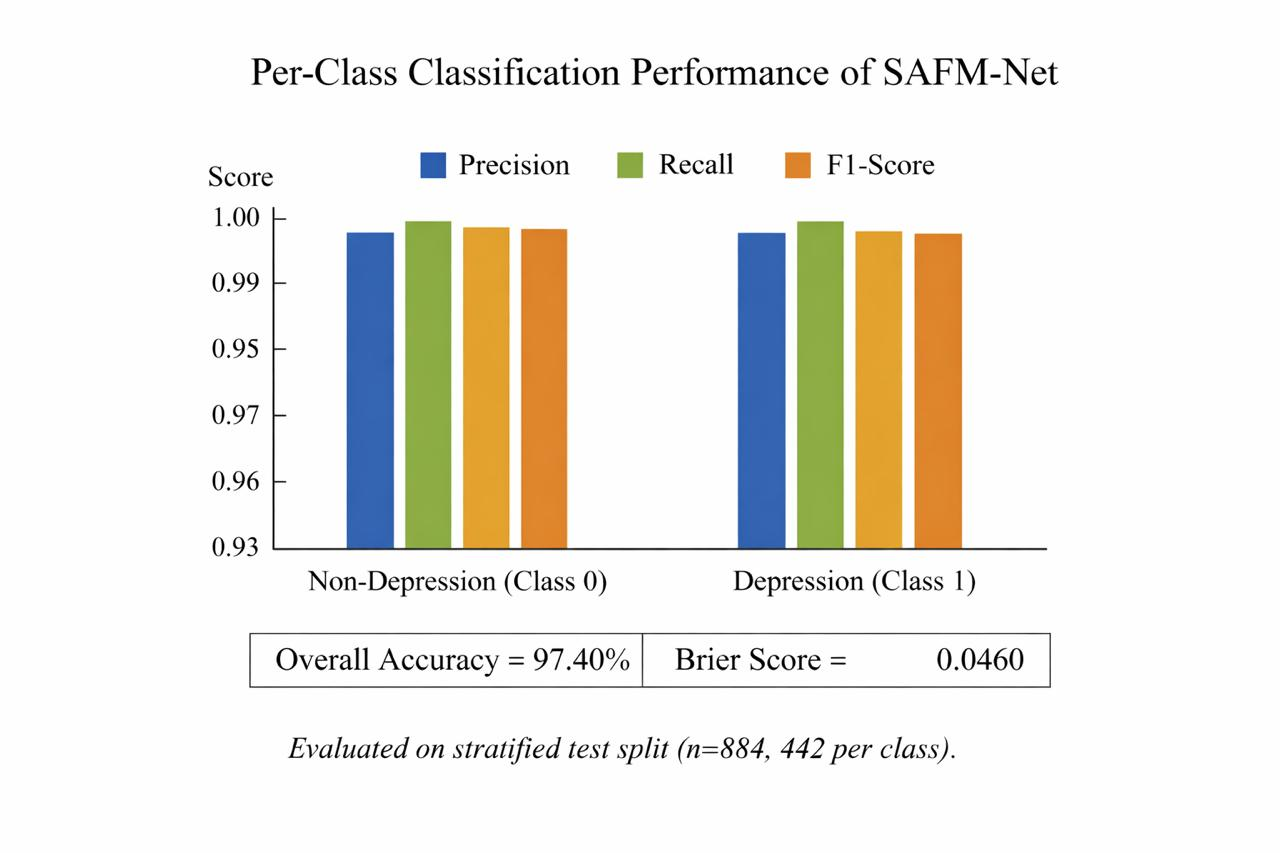 Per-Class Classification Performance of SAFM-Net
Precision Recall F1-Score
Score
1.00
0.99
0.95
0.97
0.96
0.93
Non-Depression (Class 0) Depression (Class 1)
Overall Accuracy = 97.40% Brier Score = 0.0460
Evaluated on stratified test split (n=884, 442 per class).